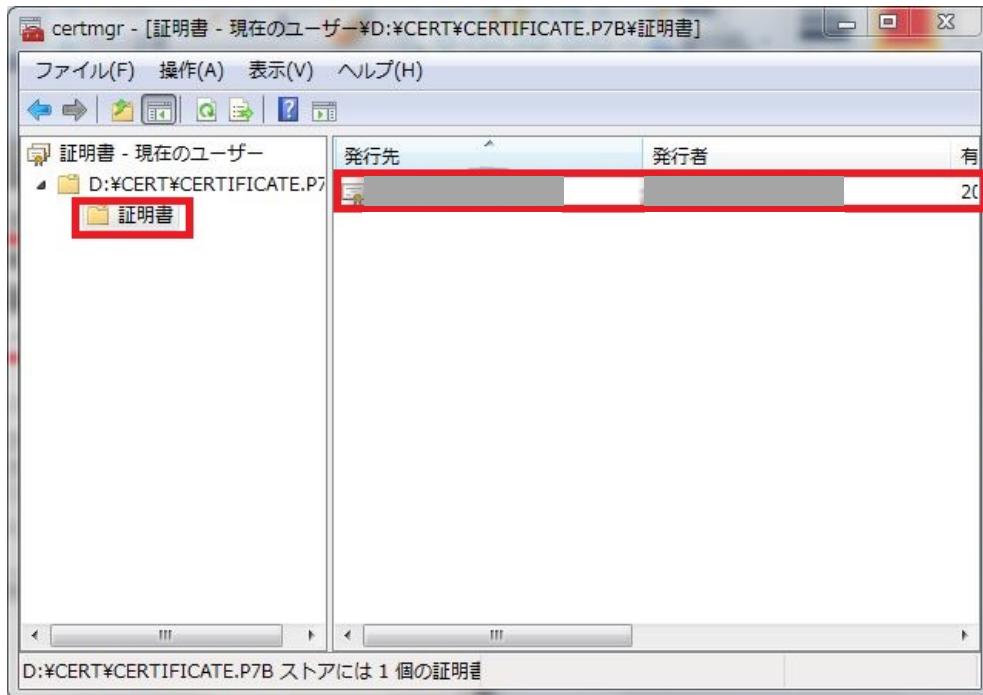 certmgr - [証明書 - 現在のユーザー¥D:¥CERT¥CERTIFICATE.P7B¥証明書]
ファイル(F) 操作(A) 表示(V) ヘルプ(H)
証明書 - 現在のユーザー
D:¥CERT¥CERTIFICATE.P7
証明書
発行先 発行者 有
20
D:¥CERT¥CERTIFICATE.P7B ストアには 1 個の証明書